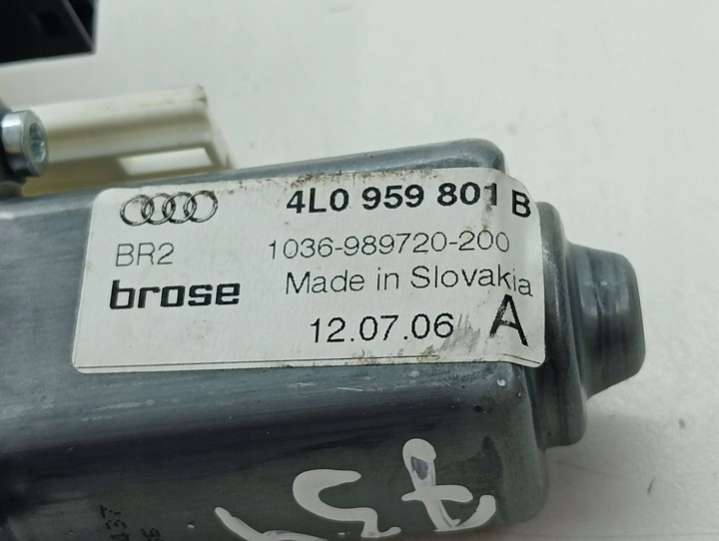 4L0 959 801 B
BR2 1036-989720-200
brose Made in Slovakia
12.07.06 A